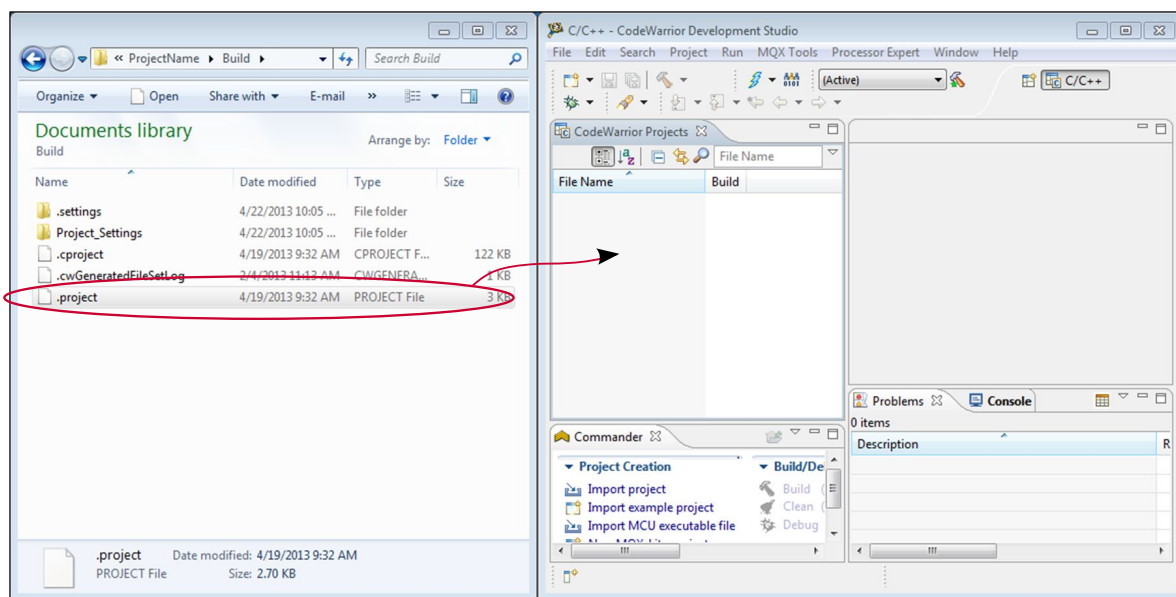 « ProjectName ▸ Build ▸
Search Build
Organize Open Share with E-mail »
Documents library
Build
Arrange by: Folder
Name Date modified Type Size
.settings 4/22/2013 10:05 ... File folder
Project_Settings 4/22/2013 10:05 ... File folder
.cproject 4/19/2013 9:32 AM CPROJECT F... 122 KB
.cwGeneratedFileSetLog 2/4/2013 11:13 AM CWGENERA... 1 KB
.project 4/19/2013 9:32 AM PROJECT File 3 KB
.project Date modified: 4/19/2013 9:32 AM
PROJECT File Size: 2.70 KB
C/C++ - CodeWarrior Development Studio
File Edit Search Project Run MQX Tools Processor Expert Window Help
(Active)
C/C++
CodeWarrior Projects
File Name
File Name Build
Commander
Project Creation
Import project
Import example project
Import MCU executable file
Build/De
Build (
Clean (
Debug
Problems Console
0 items
Description R